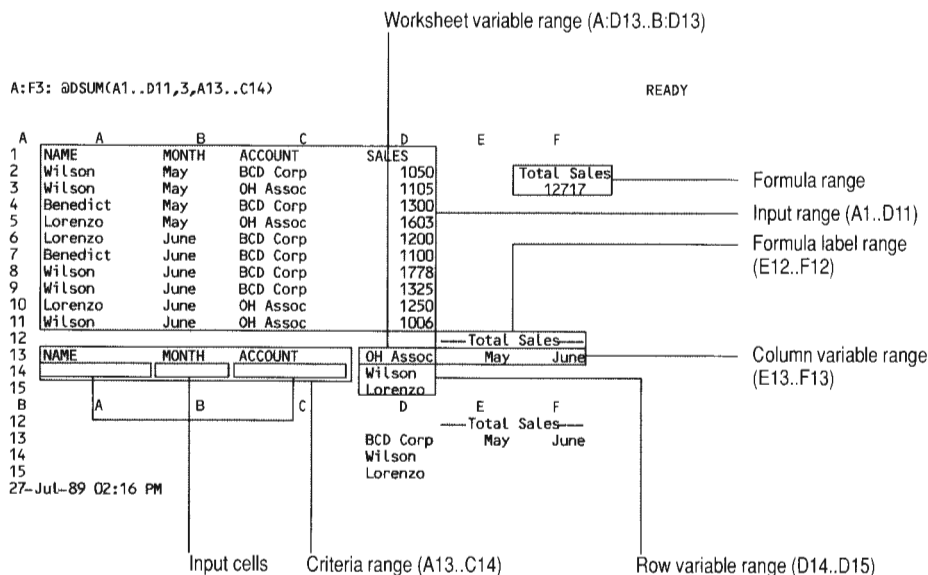 Worksheet variable range (A:D13..B:D13)
A:F3: @DSUM(A1..D11,3,A13..C14) READY
A A B C D E F
1 NAME MONTH ACCOUNT SALES
2 Wilson May BCD Corp 1050 Total Sales
3 Wilson May OH Assoc 1105 12717
Formula range
4 Benedict May BCD Corp 1300
5 Lorenzo May OH Assoc 1603
Input range (A1..D11)
6 Lorenzo June BCD Corp 1200
7 Benedict June BCD Corp 1100
Formula label range
(E12..F12)
8 Wilson June BCD Corp 1778
9 Wilson June BCD Corp 1325
10 Lorenzo June OH Assoc 1250
11 Wilson June OH Assoc 1006
12 —Total Sales—
13 NAME MONTH ACCOUNT OH Assoc May June
Column variable range
(E13..F13)
14 Wilson
15 Lorenzo
B A B C D E F
12 —Total Sales—
13 BCD Corp May June
14 Wilson
15 Lorenzo
27-Jul-89 02:16 PM
Input cells Criteria range (A13..C14) Row variable range (D14..D15)